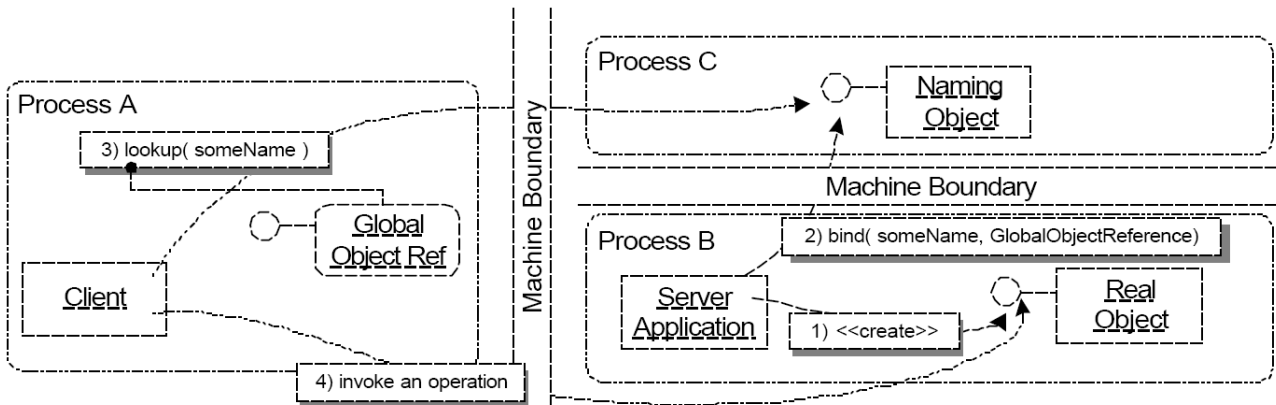 Process A
3) lookup( someName )
Global
Object Ref
Client
4) invoke an operation
Machine Boundary
Process C
Naming
Object
Machine Boundary
Process B
2) bind( someName, GlobalObjectReference)
Server
Application
1) <<create>>
Real
Object